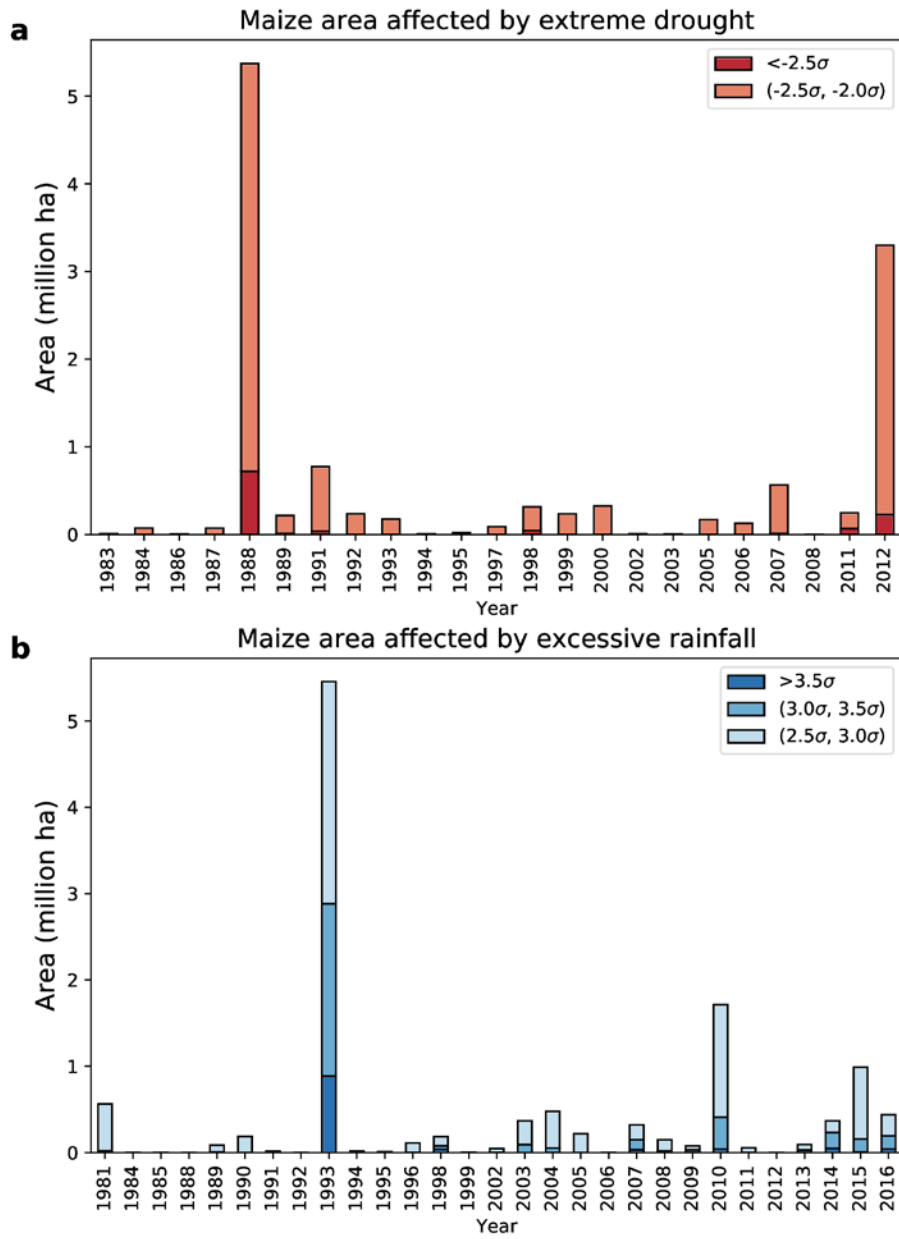 a
Maize area affected by extreme drought
<-2.5σ
(-2.5σ, -2.0σ)
Area (million ha)
5
4
3
2
1
0
1983 1984 1986 1987 1988 1989 1991 1992 1993 1994 1995 1997 1998 1999 2000 2002 2003 2005 2006 2007 2008 2011 2012
Year
b
Maize area affected by excessive rainfall
>3.5σ
(3.0σ, 3.5σ)
(2.5σ, 3.0σ)
Area (million ha)
5
4
3
2
1
0
1981 1984 1985 1988 1989 1990 1991 1992 1993 1994 1995 1996 1998 1999 2002 2003 2004 2005 2006 2007 2008 2009 2010 2011 2012 2013 2014 2015 2016
Year